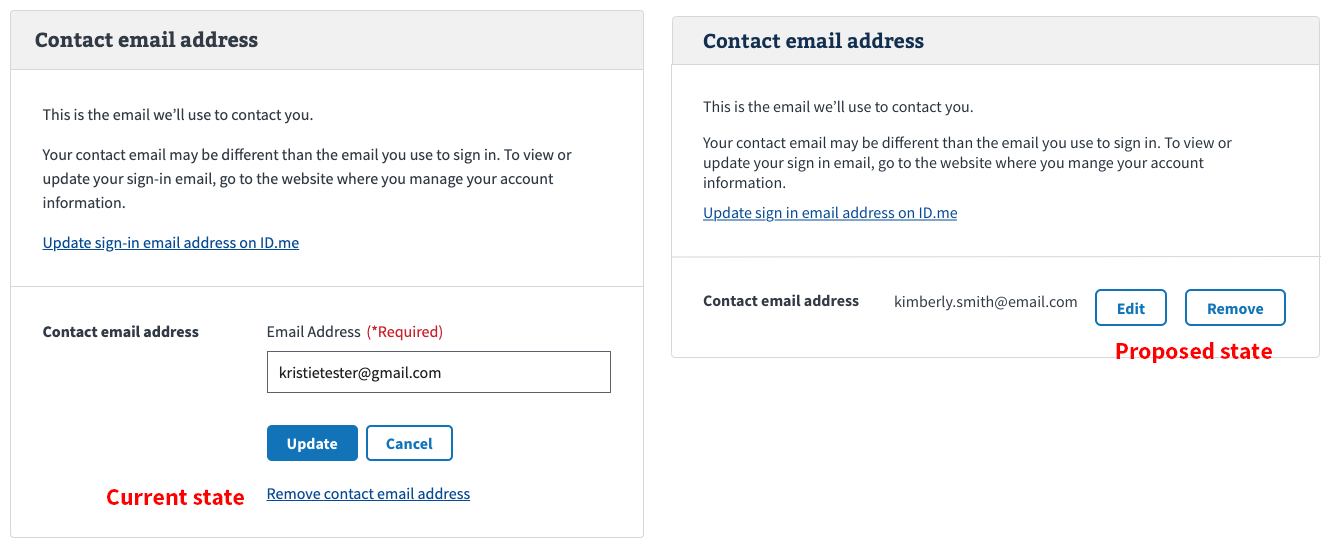 Contact email address
This is the email we’ll use to contact you.
Your contact email may be different than the email you use to sign in. To view or
update your sign-in email, go to the website where you manage your account
information.
Update sign-in email address on ID.me
Contact email address
Email Address (*Required)
kristietester@gmail.com
Update
Cancel
Current state
Remove contact email address
Contact email address
This is the email we’ll use to contact you.
Your contact email may be different than the email you use to sign in. To view or
update your sign in email, go to the website where you mange your account
information.
Update sign in email address on ID.me
Contact email address
kimberly.smith@email.com
Edit
Remove
Proposed state